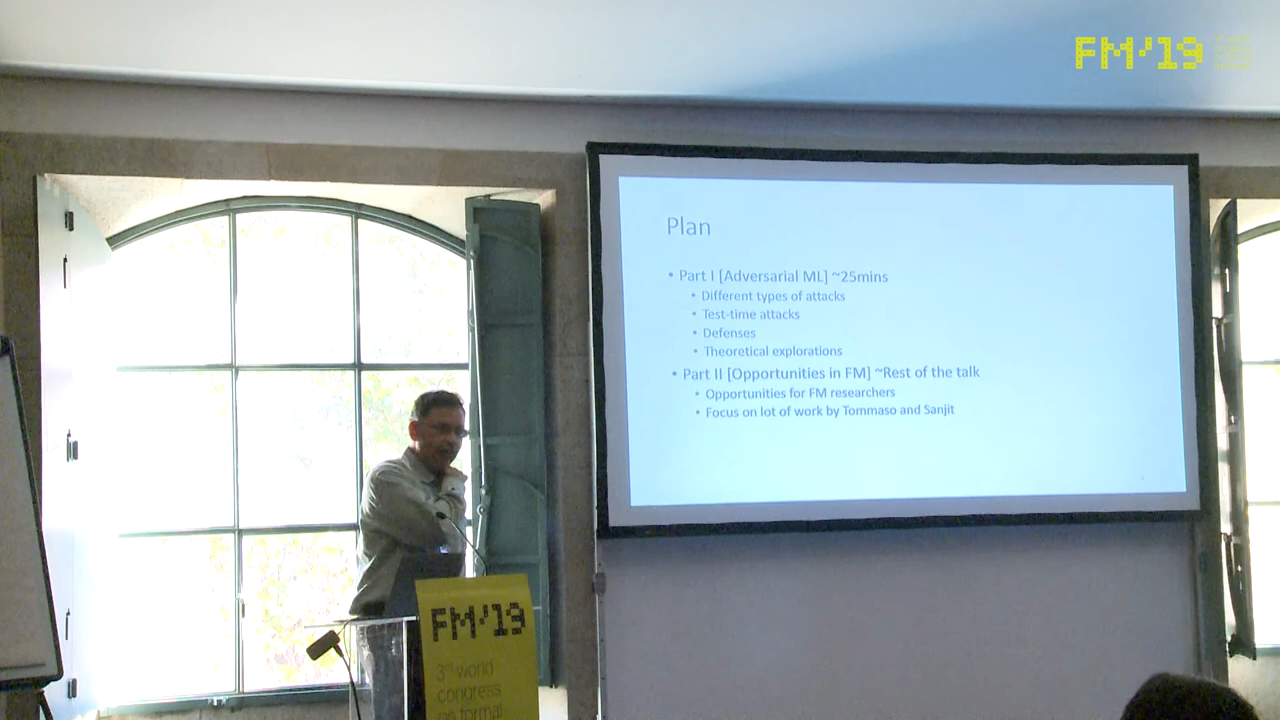 FM'19
Plan
• Part I [Adversarial ML] ~25mins
• Different types of attacks
• Test-time attacks
• Defenses
• Theoretical explorations
• Part II [Opportunities in FM] ~Rest of the talk
• Opportunities for FM researchers
• Focus on lot of work by Tommaso and Sanjit
FM'19
3rd world
congress
on formal